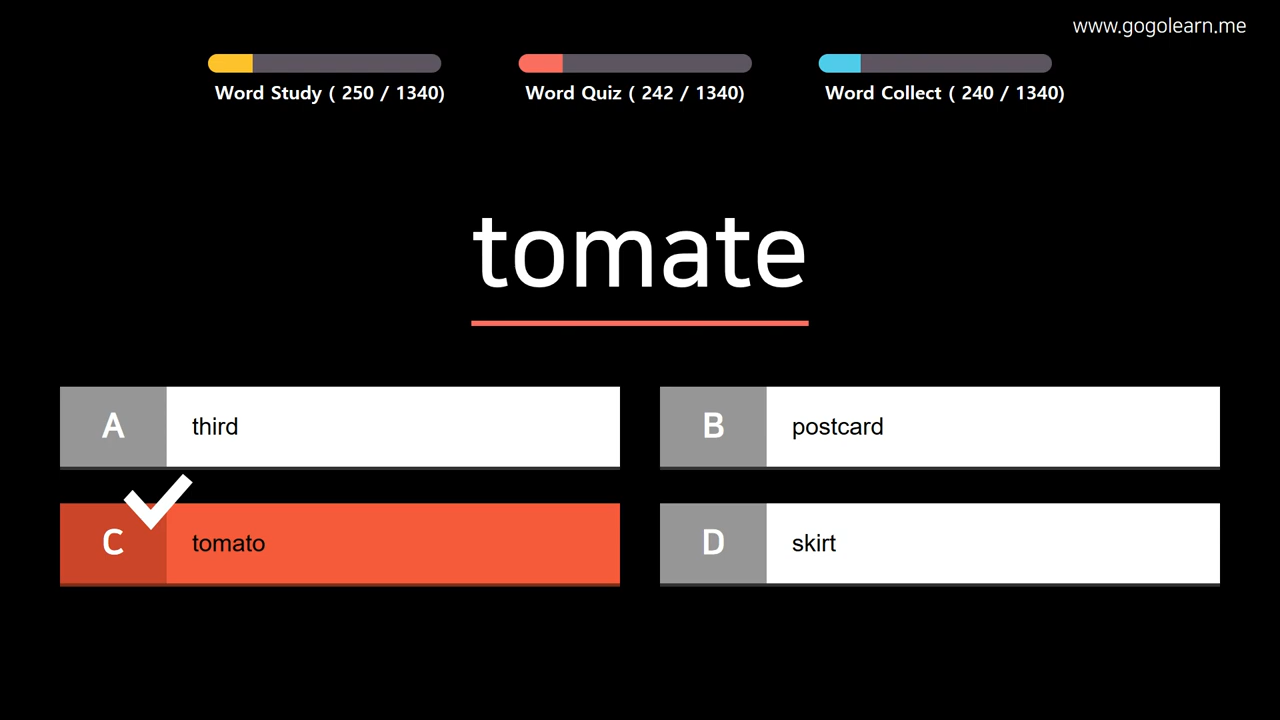 www.gogolearn.me
Word Study ( 250 / 1340)
Word Quiz ( 242 / 1340)
Word Collect ( 240 / 1340)
tomate
A third
B postcard
C tomato
D skirt